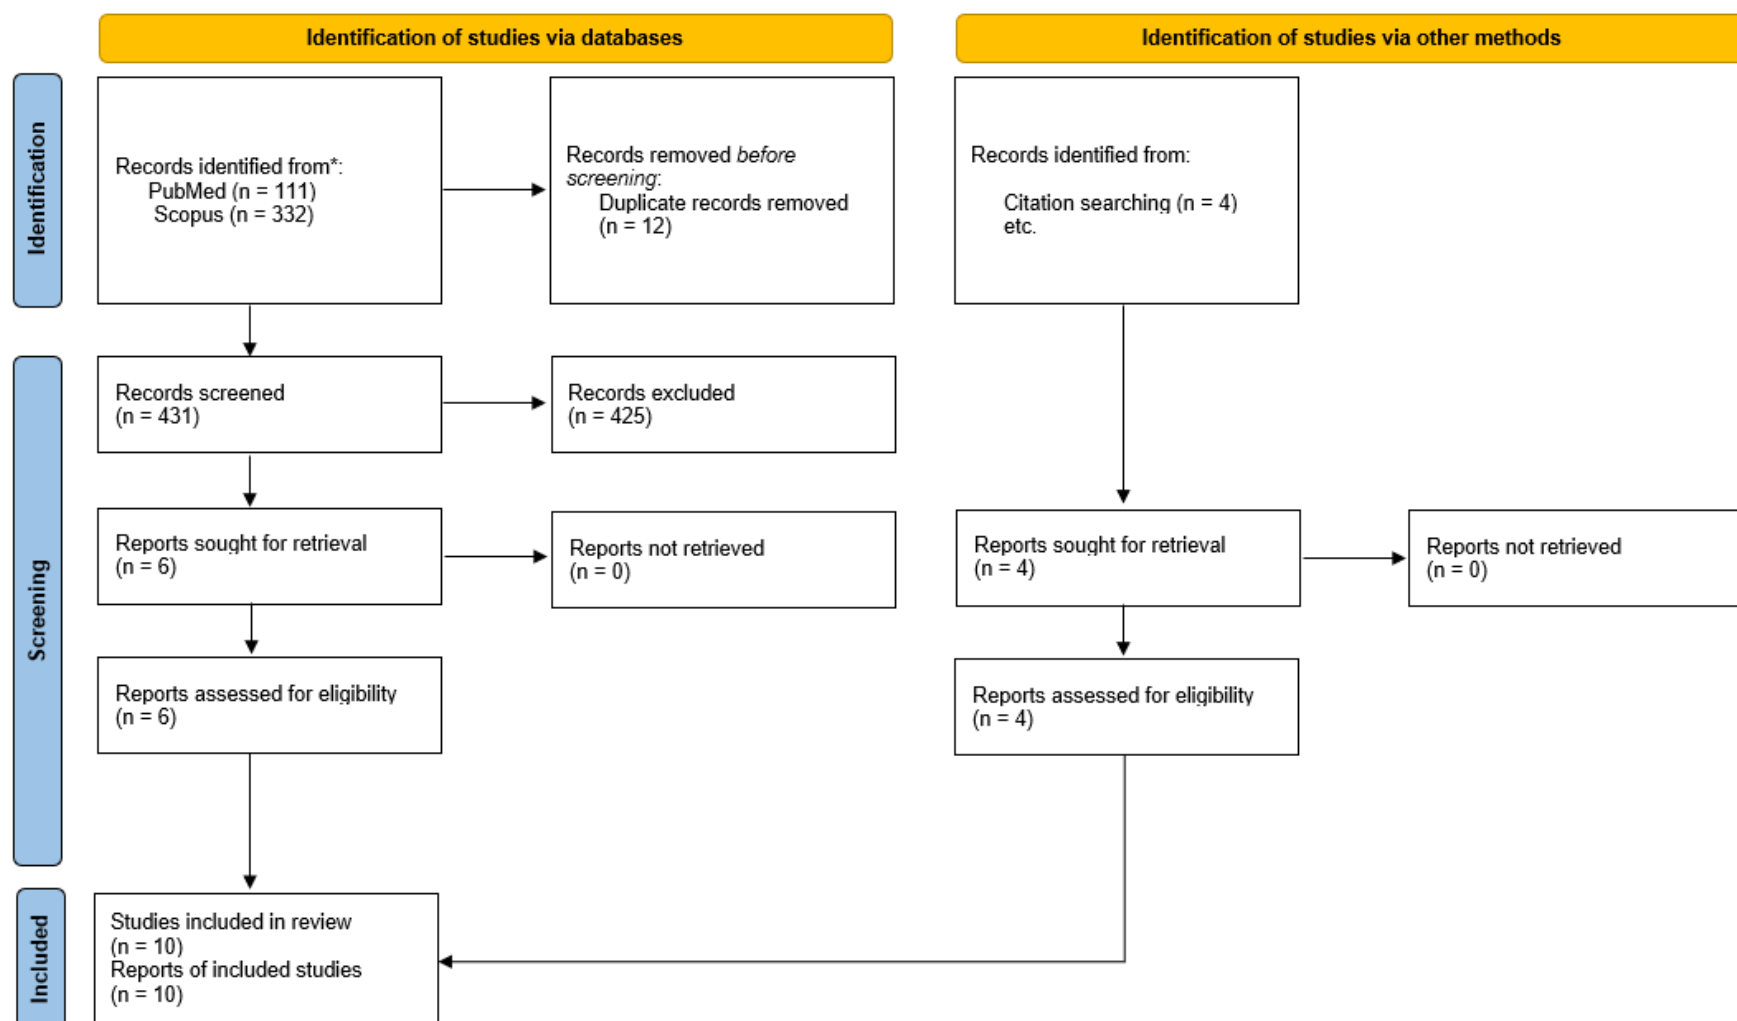 Identification of studies via databases
Identification of studies via other methods
Identification
Records identified from*:
PubMed (n = 111)
Scopus (n = 332)
Records removed before
screening:
Duplicate records removed
(n = 12)
Records identified from:
Citation searching (n = 4)
etc.
Screening
Records screened
(n = 431)
Records excluded
(n = 425)
Reports sought for retrieval
(n = 6)
Reports not retrieved
(n = 0)
Reports sought for retrieval
(n = 4)
Reports not retrieved
(n = 0)
Reports assessed for eligibility
(n = 6)
Reports assessed for eligibility
(n = 4)
Included
Studies included in review
(n = 10)
Reports of included studies
(n = 10)